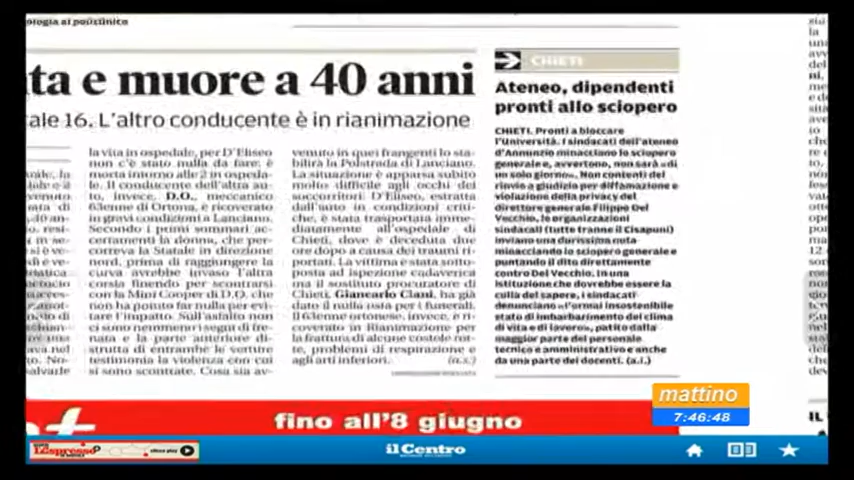 ologia al policlinico
ta e muore a 40 anni
ale 16. L'altro conducente è in rianimazione
la vita in ospedale, per D'Eliseo
non c'è stato nulla da fare, è
morta intorno alle 2 in ospeda-
le. Il conducente dell'altra au-
to, invece, D.O., meccanico
63enne di Ortona, è ricoverato
in gravi condizioni a Lanciano.
Secondo i primi sommari ac-
certamenti la donna, che per-
correva la Statale in direzione
nord, prima di raggiungere la
curva avrebbe invaso l'altra
corsia finendo per scontrarsi
con la Mini Cooper di D.O. che
non ha potuto far nulla per evi-
tare l'impatto. Sull'asfalto non
ci sono nemmeno i segni di fre-
nata e la parte anteriore di-
strutta di entrambe le vetture
testimonia la violenza con cui
si sono scontrate. Cosa sia av-
venuto in quei frangenti lo sta-
bilirà la Polstrada di Lanciano.
La situazione è apparsa subito
molto difficile agli occhi dei
soccorritori. D'Eliseo, estratta
dall'auto in condizioni criti-
che, è stata trasportata imme-
diatamente all'ospedale di
Chieti, dove è deceduta due
ore dopo a causa dei traumi ri-
portati. La vittima è stata sotto-
posta ad ispezione cadaverica
ma il sostituto procuratore di
Chieti, Giancarlo Ciani, ha già
dato il nulla osta per i funerali.
Il 63enne ortonese, invece, è ri-
coverato in Rianimazione per
la frattura di alcune costole rot-
te, problemi di respirazione e
agli arti inferiori. (a.s.)
CHIETI
Ateneo, dipendenti
pronti allo sciopero
CHIETI. Pronti a bloccare
l'Università. I sindacati dell'ateneo
d'Annunzio minacciano lo sciopero
generale e, avvertono, non sarà «di
un solo giorno». Non contenti del
rinvio a giudizio per diffamazione e
violazione della privacy del
direttore generale Filippo Del
Vecchio, le organizzazioni
sindacali (tutte tranne il Cisapuni)
inviano una durissima nota
minacciando lo sciopero generale e
puntando il dito direttamente
contro Del Vecchio. In una
istituzione che dovrebbe essere la
culla del sapere, i sindacati
denunciano «l'ormai insostenibile
stato di imbarbarimento del clima
di vita e di lavoro», patito dalla
maggior parte del personale
tecnico e amministrativo e anche
da una parte dei docenti. (a.i.)
fino all'8 giugno
mattino
7:46:48
l'Espresso
il Centro